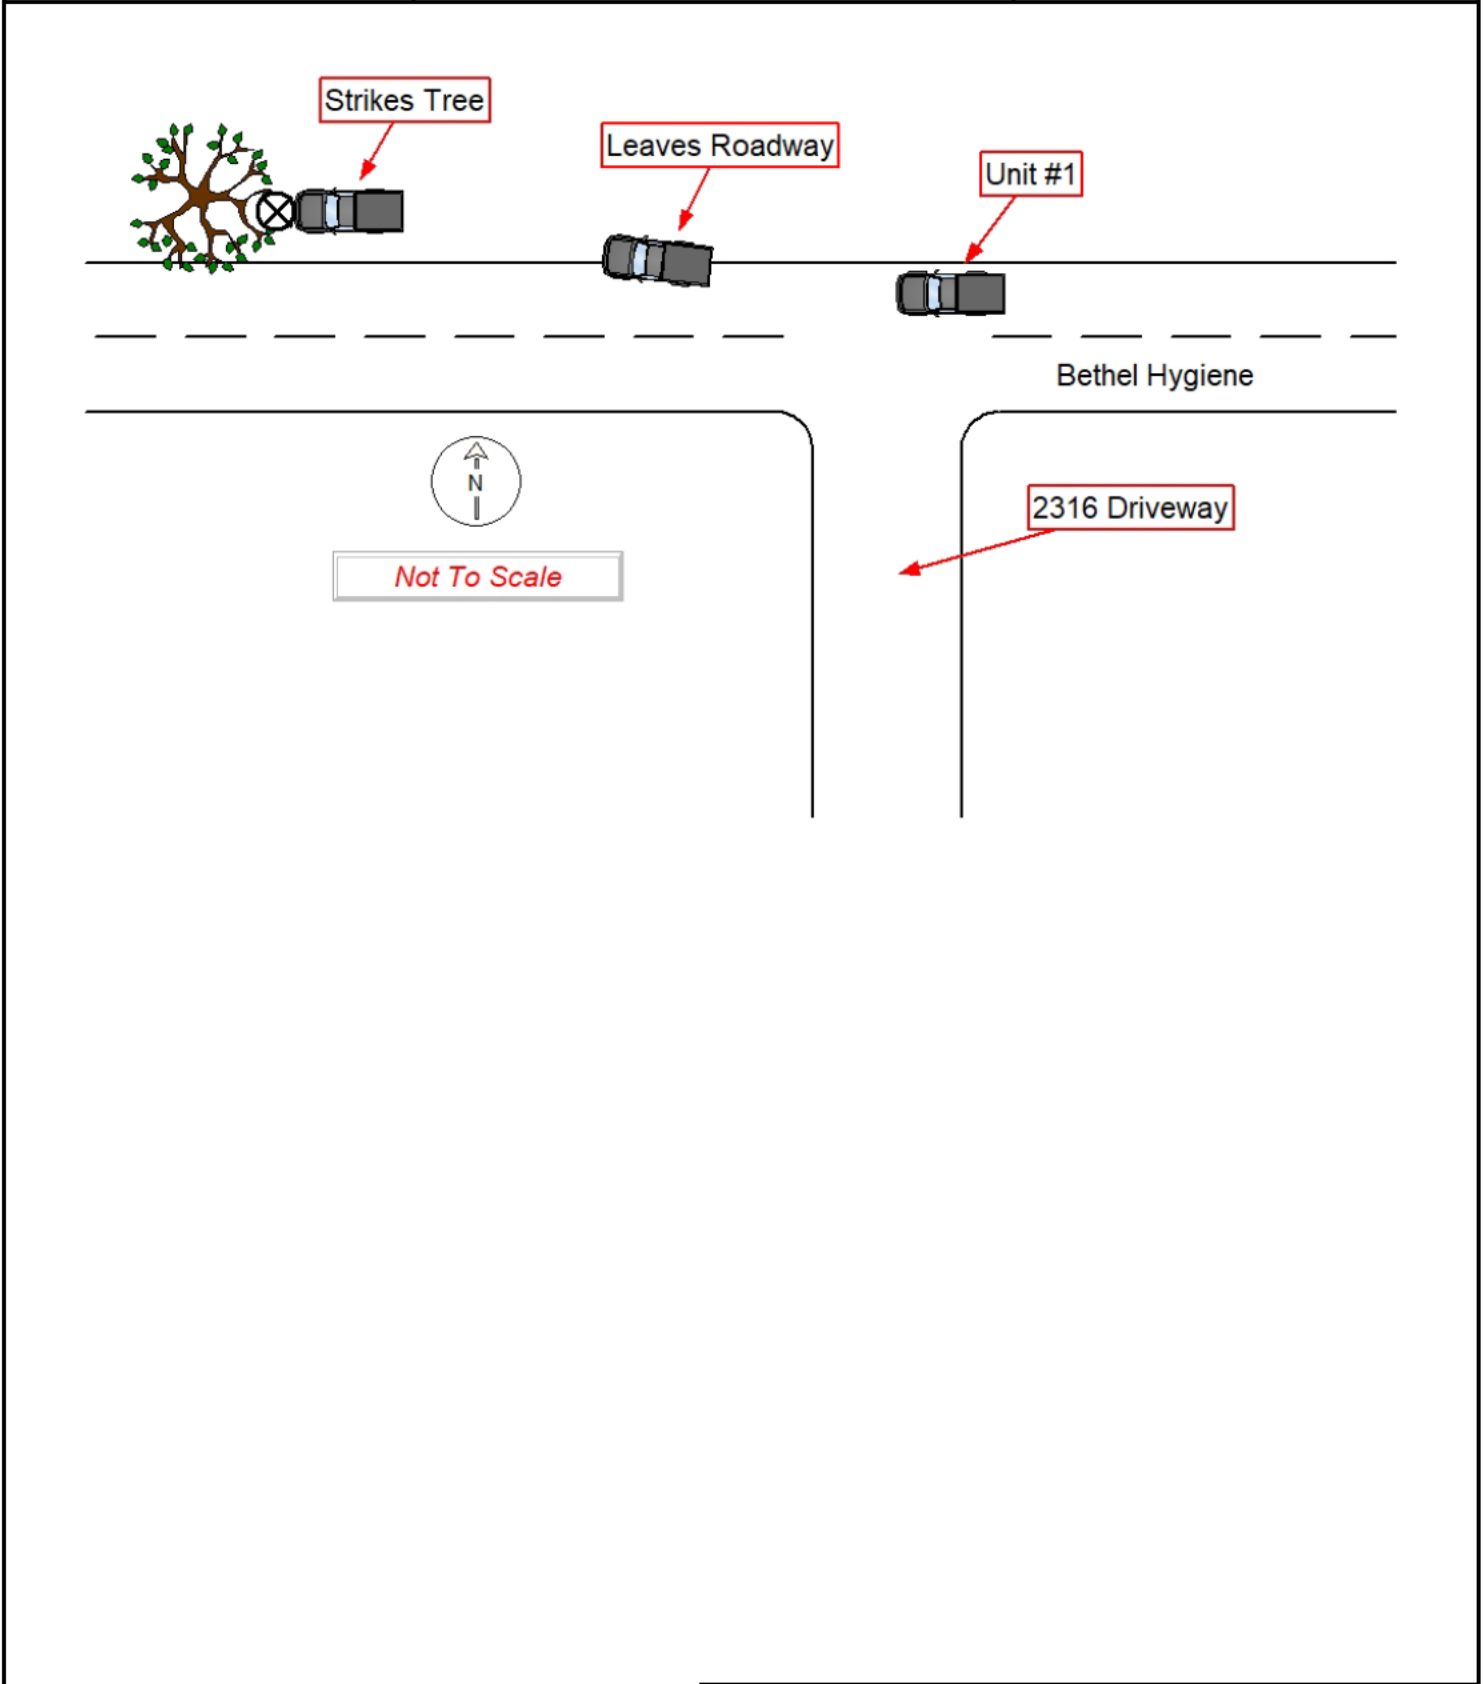 Strikes Tree
Leaves Roadway
Unit #1
Bethel Hygiene
N
2316 Driveway
Not To Scale